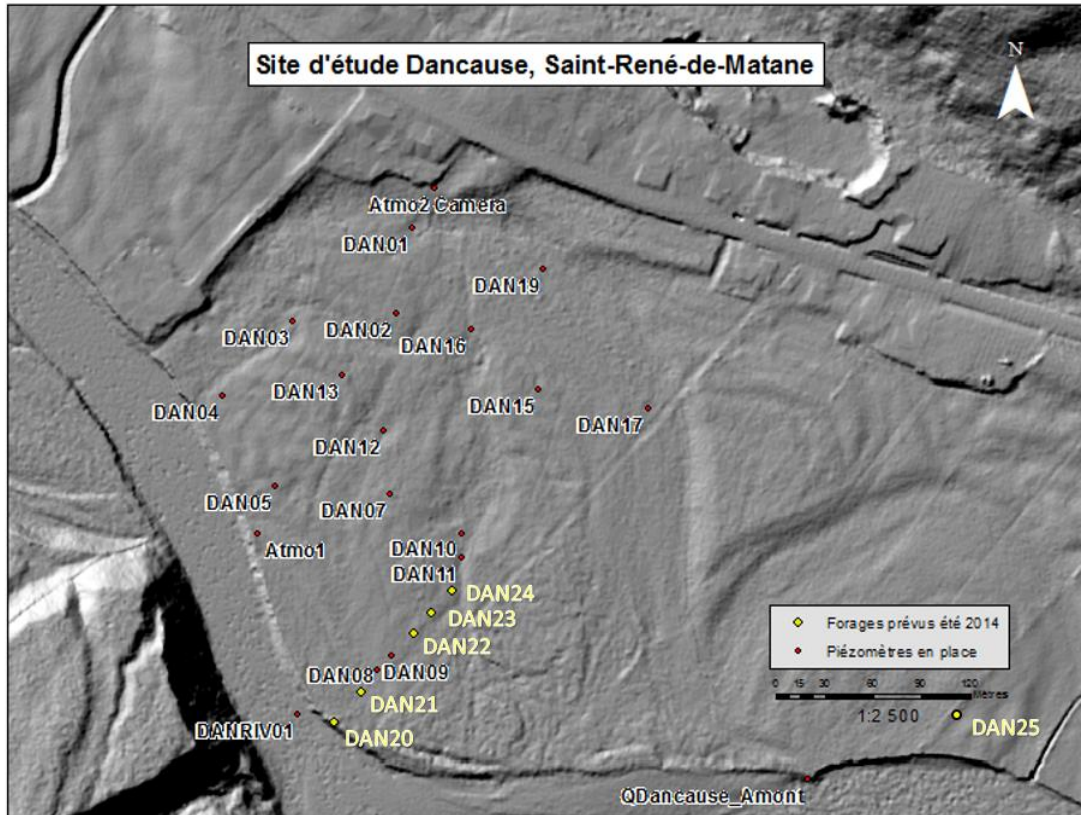 Site d'étude Dancause, Saint-René-de-Matane
N
Atmo2 Camera
DAN01
DAN19
DAN03
DAN02
DAN16
DAN13
DAN04
DAN15
DAN17
DAN12
DAN05
DAN07
Atmo1
DAN10
DAN11
DAN24
DAN23
DAN22
DAN08
DAN09
DAN21
DANRIV01
DAN20
QDancause_Amont
Forages prévus été 2014
Piézomètres en place
0 15 30 60 90 120
Mètres
1:2 500
DAN25